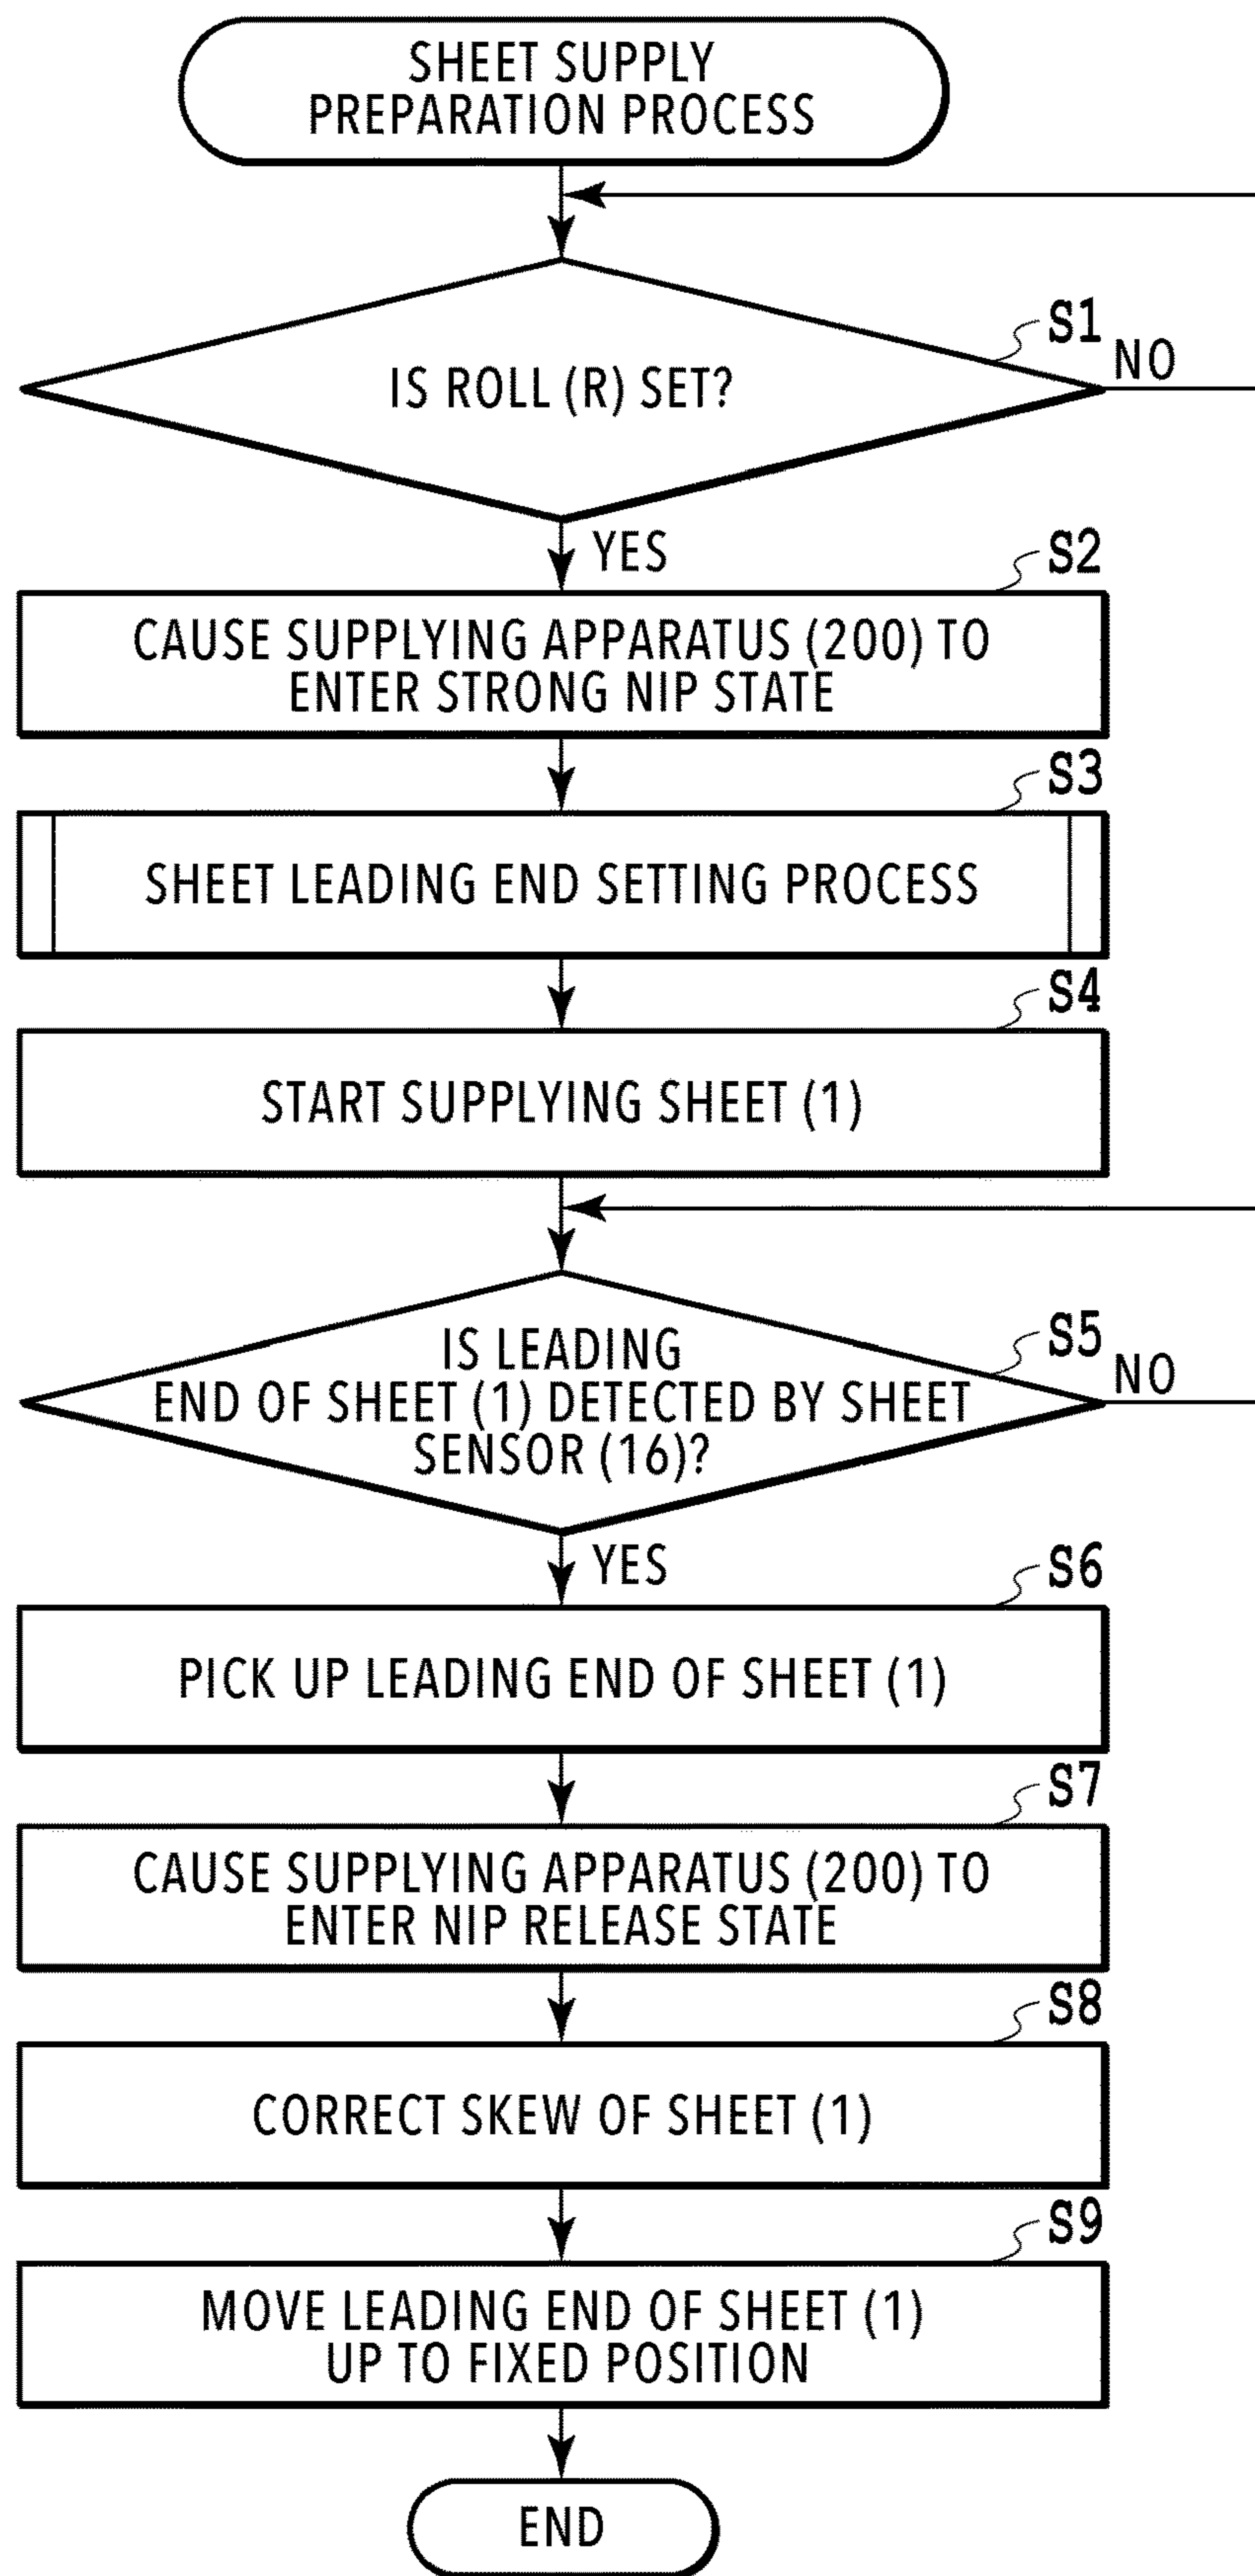 SHEET SUPPLY
PREPARATION PROCESS
S1
IS ROLL (R) SET?
NO
YES
S2
CAUSE SUPPLYING APPARATUS (200) TO
ENTER STRONG NIP STATE
S3
SHEET LEADING END SETTING PROCESS
S4
START SUPPLYING SHEET (1)
S5
IS LEADING
END OF SHEET (1) DETECTED BY SHEET
SENSOR (16)?
NO
YES
S6
PICK UP LEADING END OF SHEET (1)
S7
CAUSE SUPPLYING APPARATUS (200) TO
ENTER NIP RELEASE STATE
S8
CORRECT SKEW OF SHEET (1)
S9
MOVE LEADING END OF SHEET (1)
UP TO FIXED POSITION
END